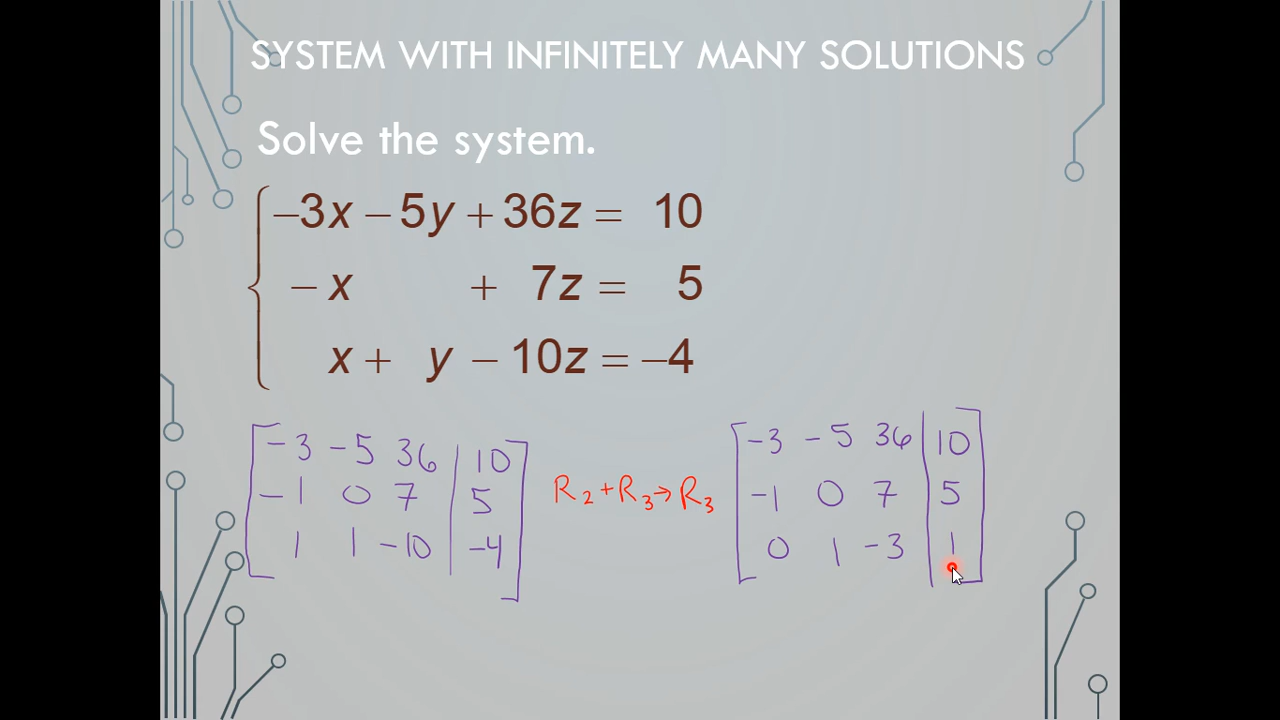 SYSTEM WITH INFINITELY MANY SOLUTIONS
Solve the system.
−3x − 5y + 36z = 10
− x + 7z = 5
x + y − 10z = −4
-3 -5 36 | 10
-1 0 7 | 5
1 1 -10 | -4
R2+R3→R3
-3 -5 36 | 10
-1 0 7 | 5
0 1 -3 | 1